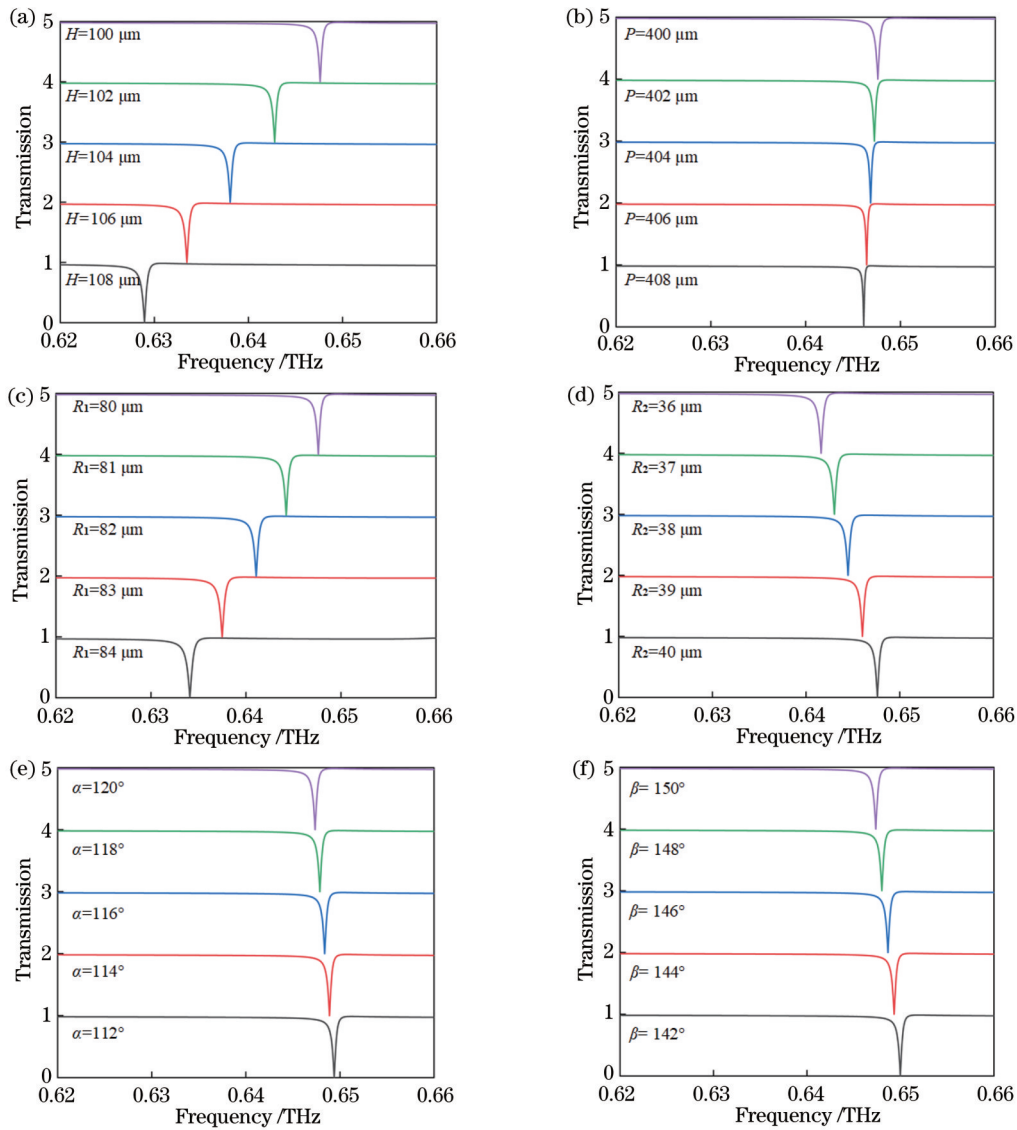 (a)
5
H=100 μm
4
H=102 μm
3
H=104 μm
2
H=106 μm
1
H=108 μm
0
0.62 0.63 0.64 0.65 0.66
Frequency /THz
Transmission
(b)
5
P=400 μm
4
P=402 μm
3
P=404 μm
2
P=406 μm
1
P=408 μm
0
0.62 0.63 0.64 0.65 0.66
Frequency /THz
Transmission
(c)
5
R₁=80 μm
4
R₁=81 μm
3
R₁=82 μm
2
R₁=83 μm
1
R₁=84 μm
0
0.62 0.63 0.64 0.65 0.66
Frequency /THz
Transmission
(d)
5
R₂=36 μm
4
R₂=37 μm
3
R₂=38 μm
2
R₂=39 μm
1
R₂=40 μm
0
0.62 0.63 0.64 0.65 0.66
Frequency /THz
Transmission
(e)
5
α=120°
4
α=118°
3
α=116°
2
α=114°
1
α=112°
0
0.62 0.63 0.64 0.65 0.66
Frequency /THz
Transmission
(f)
5
β= 150°
4
β= 148°
3
β= 146°
2
β= 144°
1
β= 142°
0
0.62 0.63 0.64 0.65 0.66
Frequency /THz
Transmission